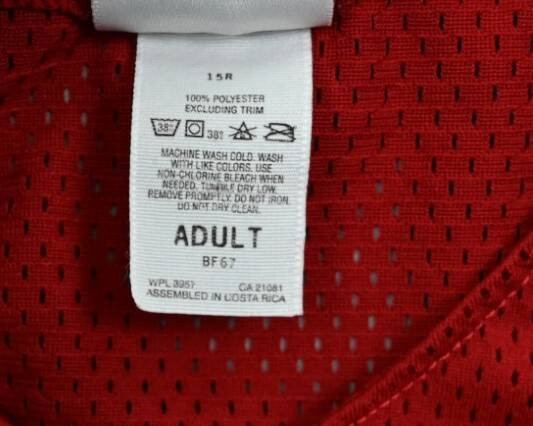 15R
100% POLYESTER
EXCLUDING TRIM
38° 38°
MACHINE WASH COLD. WASH
WITH LIKE COLORS. USE
NON-CHLORINE BLEACH WHEN
NEEDED. TUMBLE DRY LOW.
REMOVE PROMPTLY. DO NOT IRON.
DO NOT DRY CLEAN.
ADULT
BF67
WPL 3957 CA 21081
ASSEMBLED IN COSTA RICA